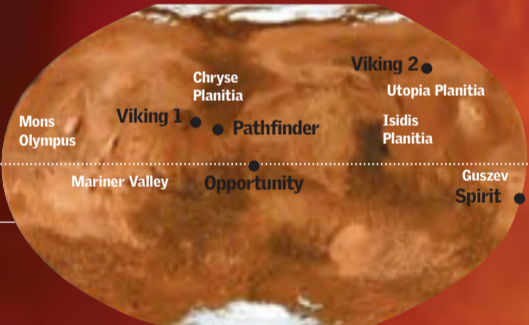 Viking 2
Utopia Planitia
Chryse
Planitia
Viking 1
Pathfinder
Isidis
Planitia
Mons
Olympus
Mariner Valley
Opportunity
Guszev
Spirit